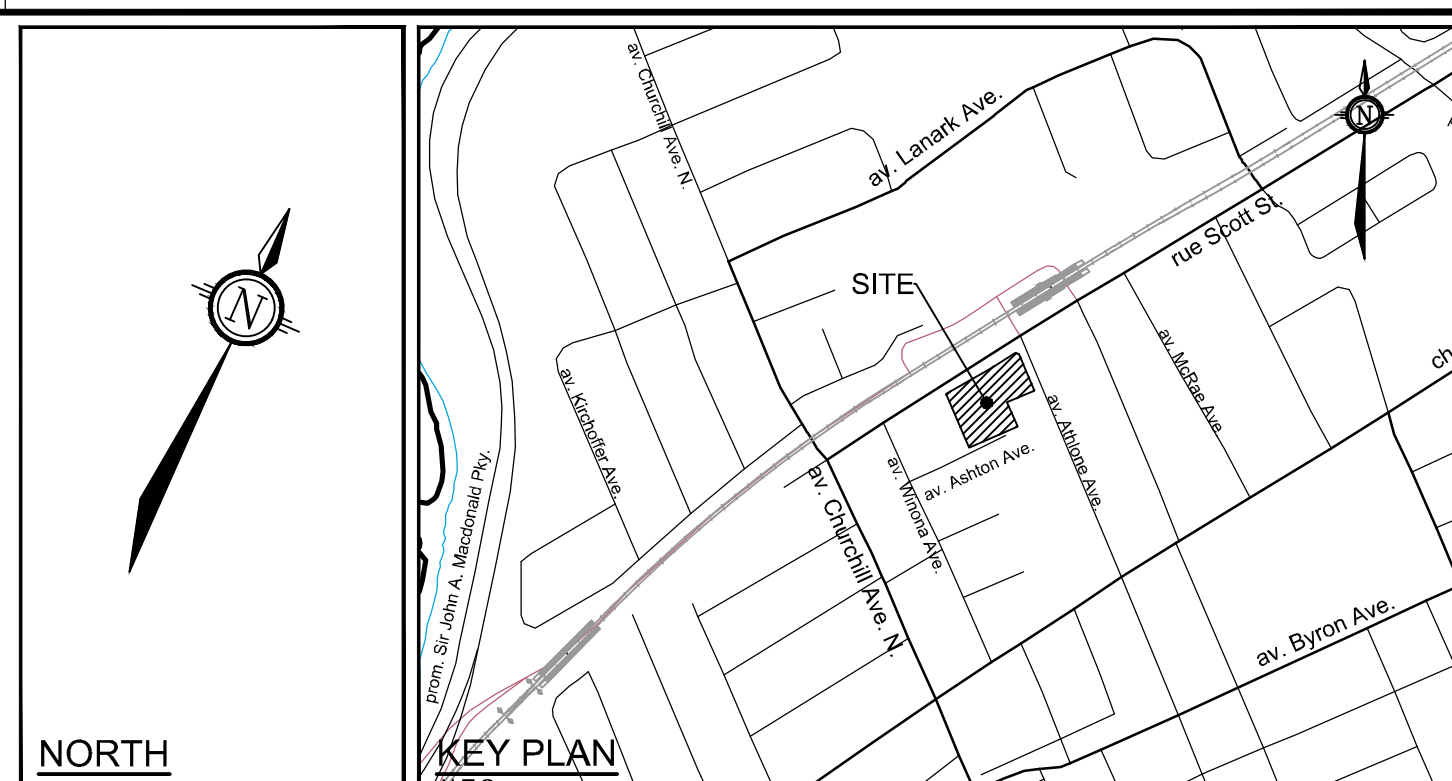 av. Churchill Ave. N.
av. Lanark Ave.
N
rue Scott St.
SITE
N
av. McRae Ave
av. Kirchoffer Ave.
av. Athlone Ave.
av. Ashton Ave.
av. Winona Ave.
av. Churchill Ave. N.
prom. Sir John A. Macdonald Pky.
av. Byron Ave.
ch
NORTH
KEY PLAN